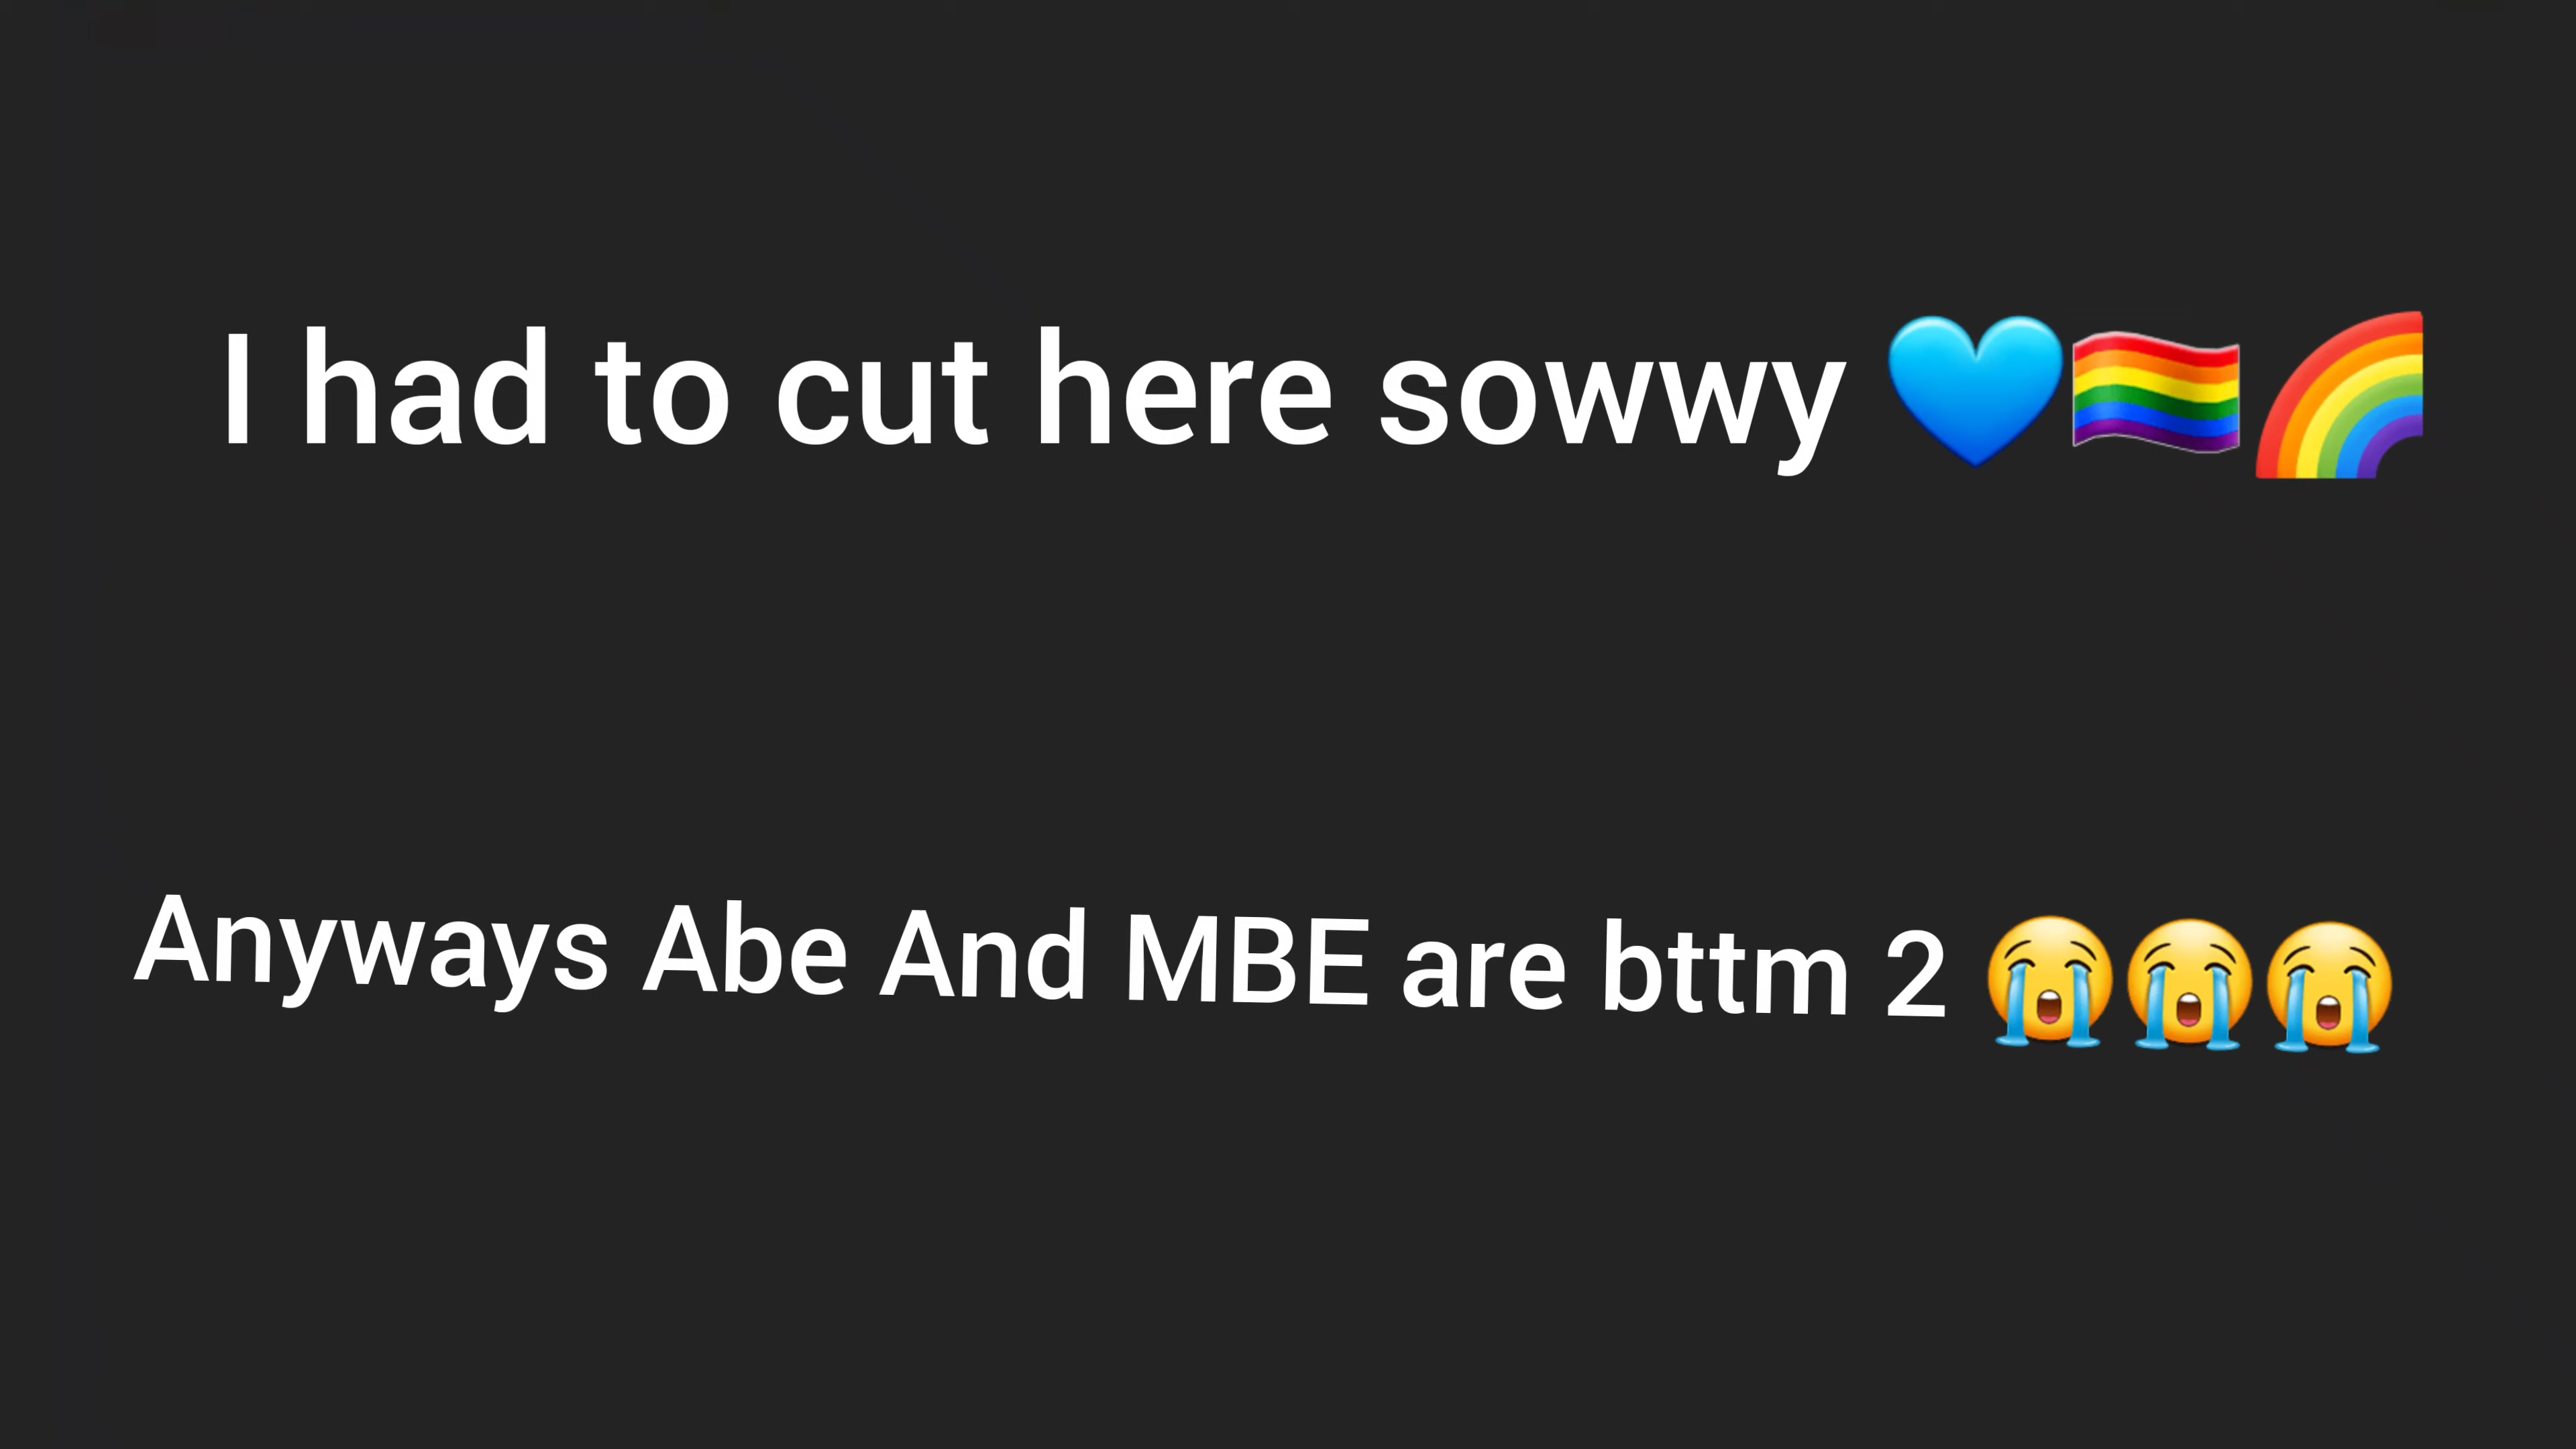 I had to cut here sowwy 💙🏳️‍🌈🌈
Anyways Abe And MBE are bttm 2 😭😭😭